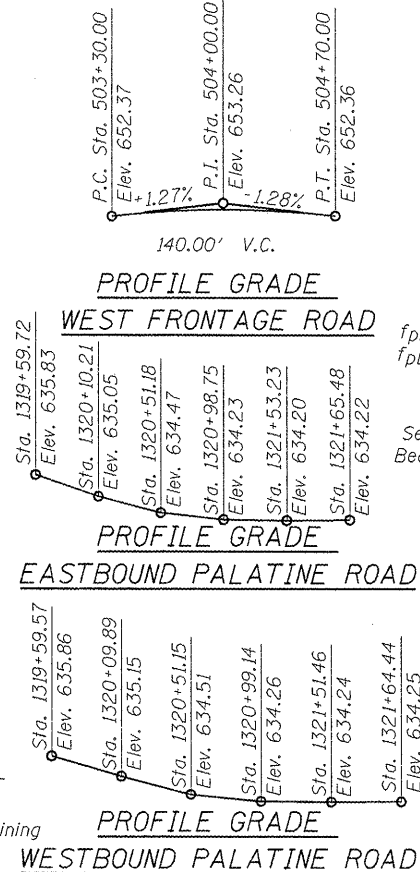 P.C. Sta. 503+30.00
Elev. 652.37
P.I. Sta. 504+00.00
Elev. 653.26
P.T. Sta. 504+70.00
Elev. 652.36
+1.27%
-1.28%
140.00' V.C.
PROFILE GRADE
WEST FRONTAGE ROAD
Sta. 1319+59.72
Elev. 635.83
Sta. 1320+10.21
Elev. 635.05
Sta. 1320+51.18
Elev. 634.47
Sta. 1320+98.75
Elev. 634.23
Sta. 1321+53.23
Elev. 634.20
Sta. 1321+65.48
Elev. 634.22
PROFILE GRADE
EASTBOUND PALATINE ROAD
Sta. 1319+59.57
Elev. 635.86
Sta. 1320+09.89
Elev. 635.15
Sta. 1320+51.15
Elev. 634.51
Sta. 1320+99.14
Elev. 634.26
Sta. 1321+51.46
Elev. 634.24
Sta. 1321+64.44
Elev. 634.25
PROFILE GRADE
WESTBOUND PALATINE ROAD